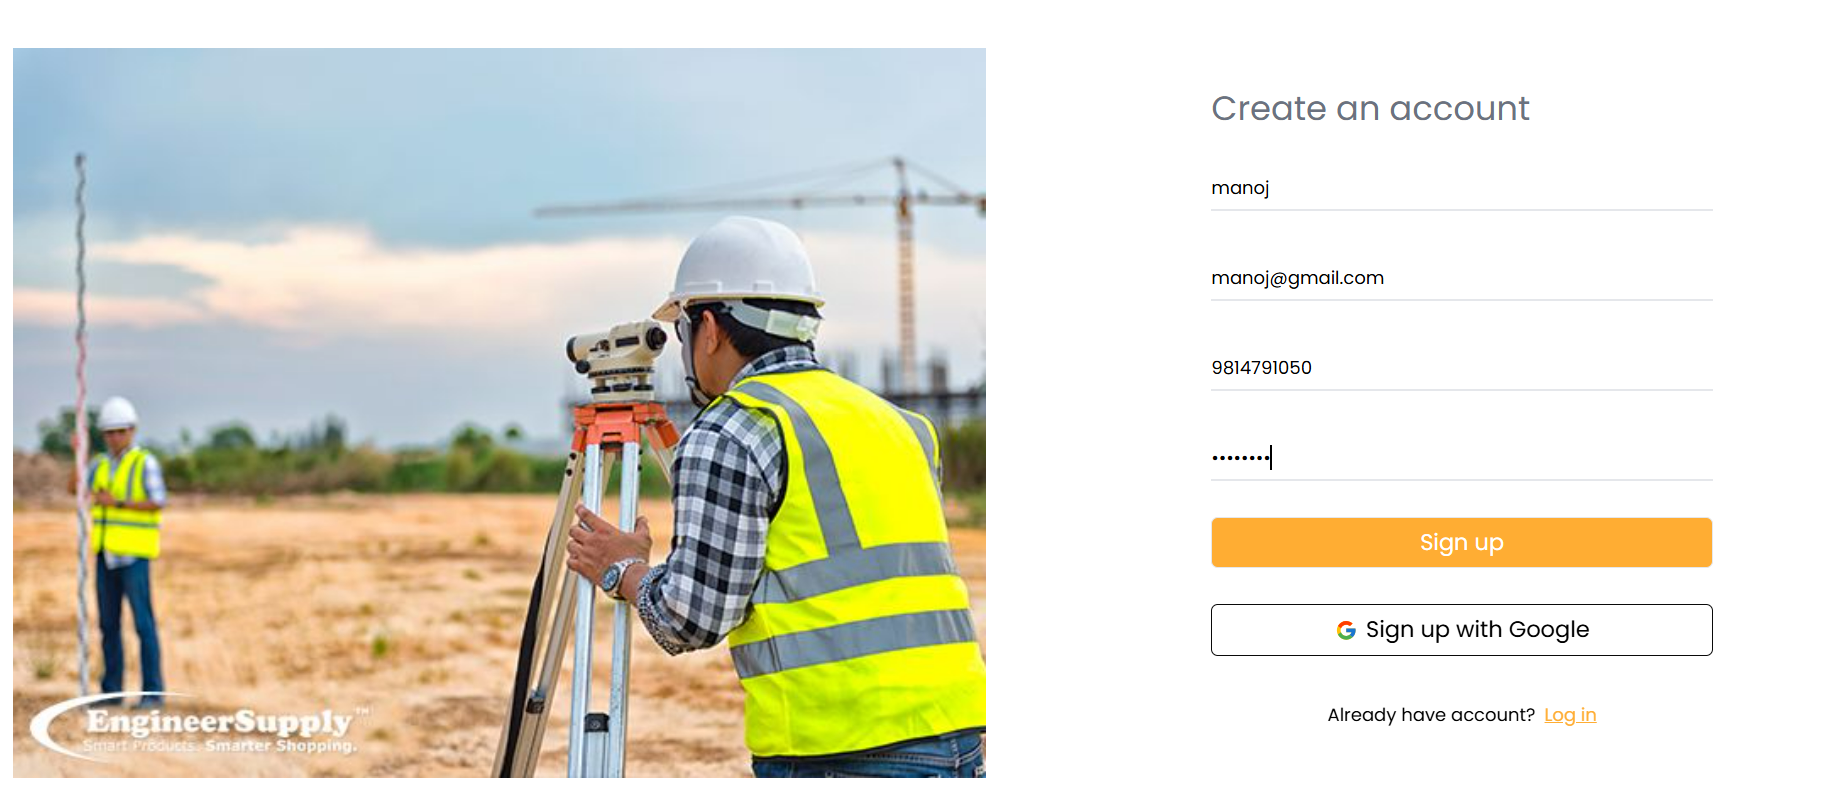 Create an account
manoj
manoj@gmail.com
9814791050
••••••••
Sign up
Sign up with Google
Already have account? Log in
EngineerSupply™
Smart Products. Smarter Shopping.